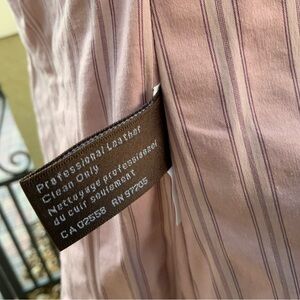 Professional Leather
Clean Only
Nettoyage professionnel
du cuir seulement
CA 02558 RN 97205